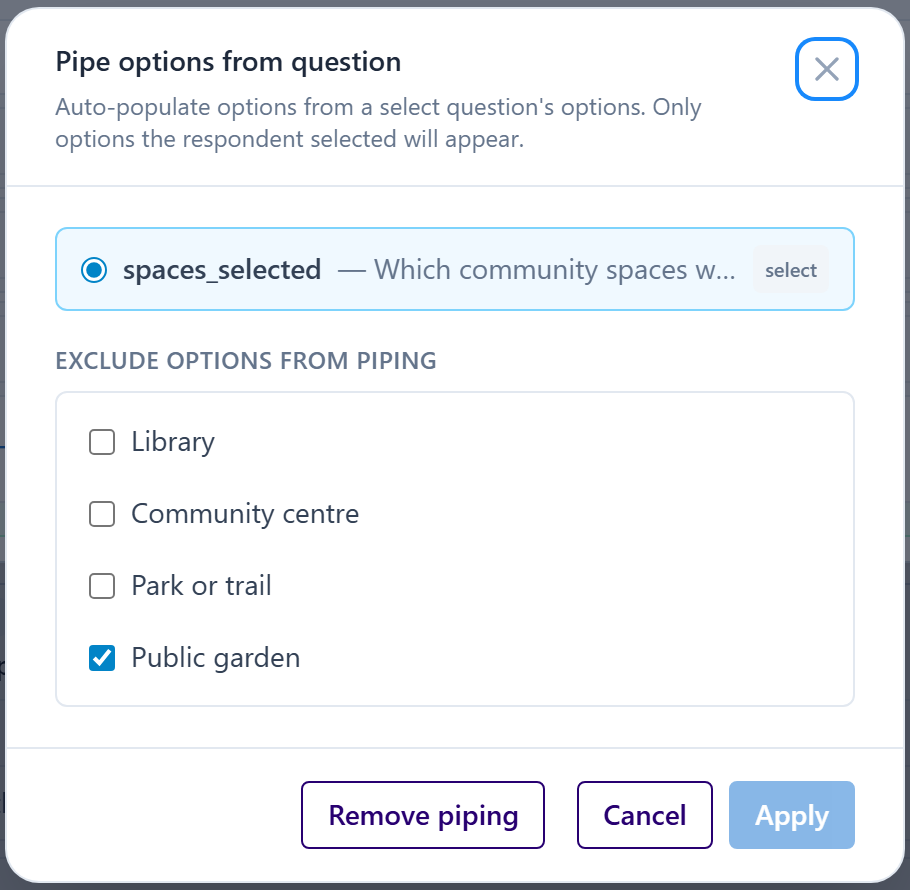 Pipe options from question
Auto-populate options from a select question's options. Only
options the respondent selected will appear.
spaces_selected — Which community spaces w... select
EXCLUDE OPTIONS FROM PIPING
Library
Community centre
Park or trail
Public garden
Remove piping Cancel Apply